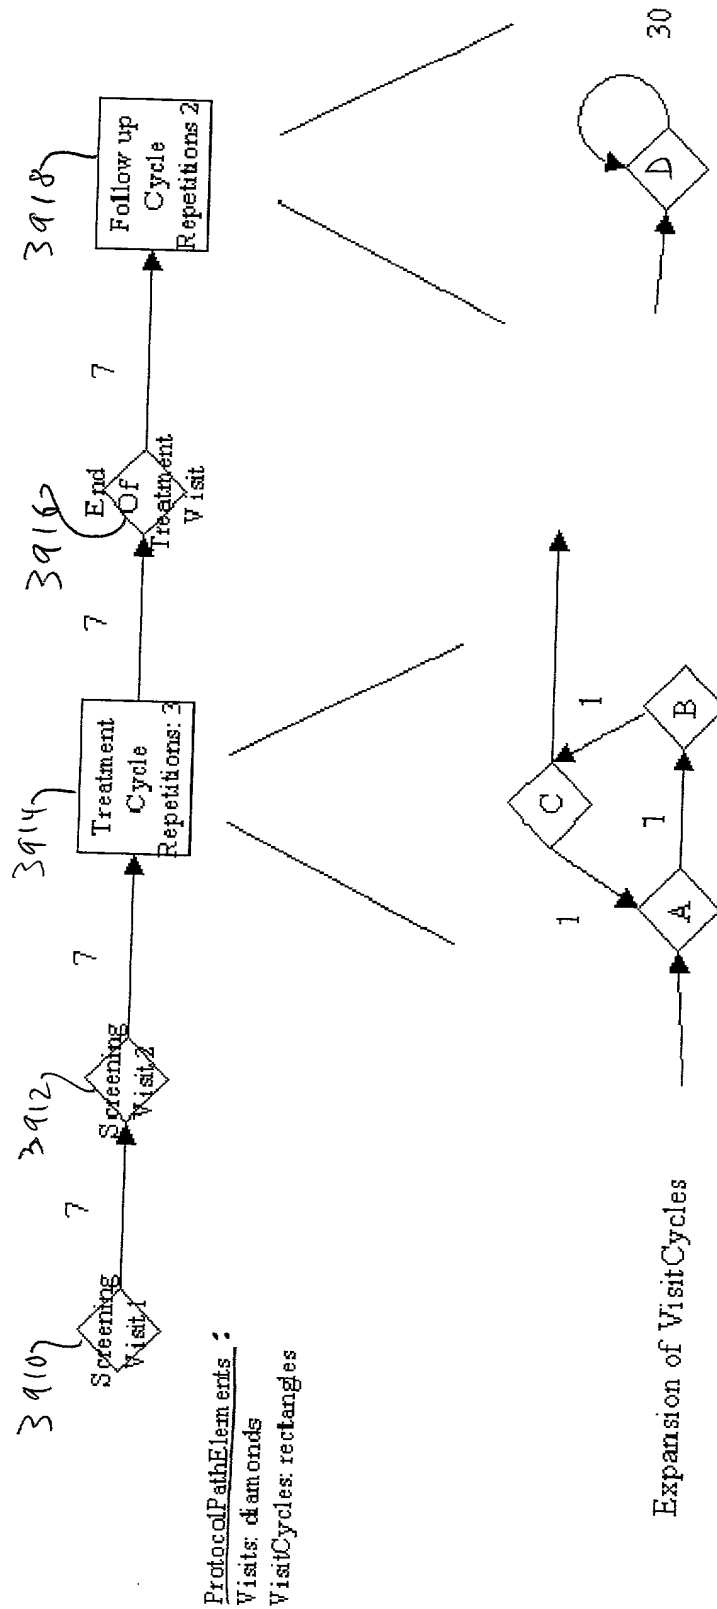 3910
3912
3914
3916
3918
Screening
Visit 1
7
Screening
Visit 2
7
Treatment
Cycle
Repetitions: 3
7
End
Of
Treatment
Visit
7
Follow up
Cycle
Repetitions 2
ProtocolPathElements :
Visits: diamonds
VisitCycles: rectangles
C
1
1
1
A
B
D
30
Expansion of VisitCycles